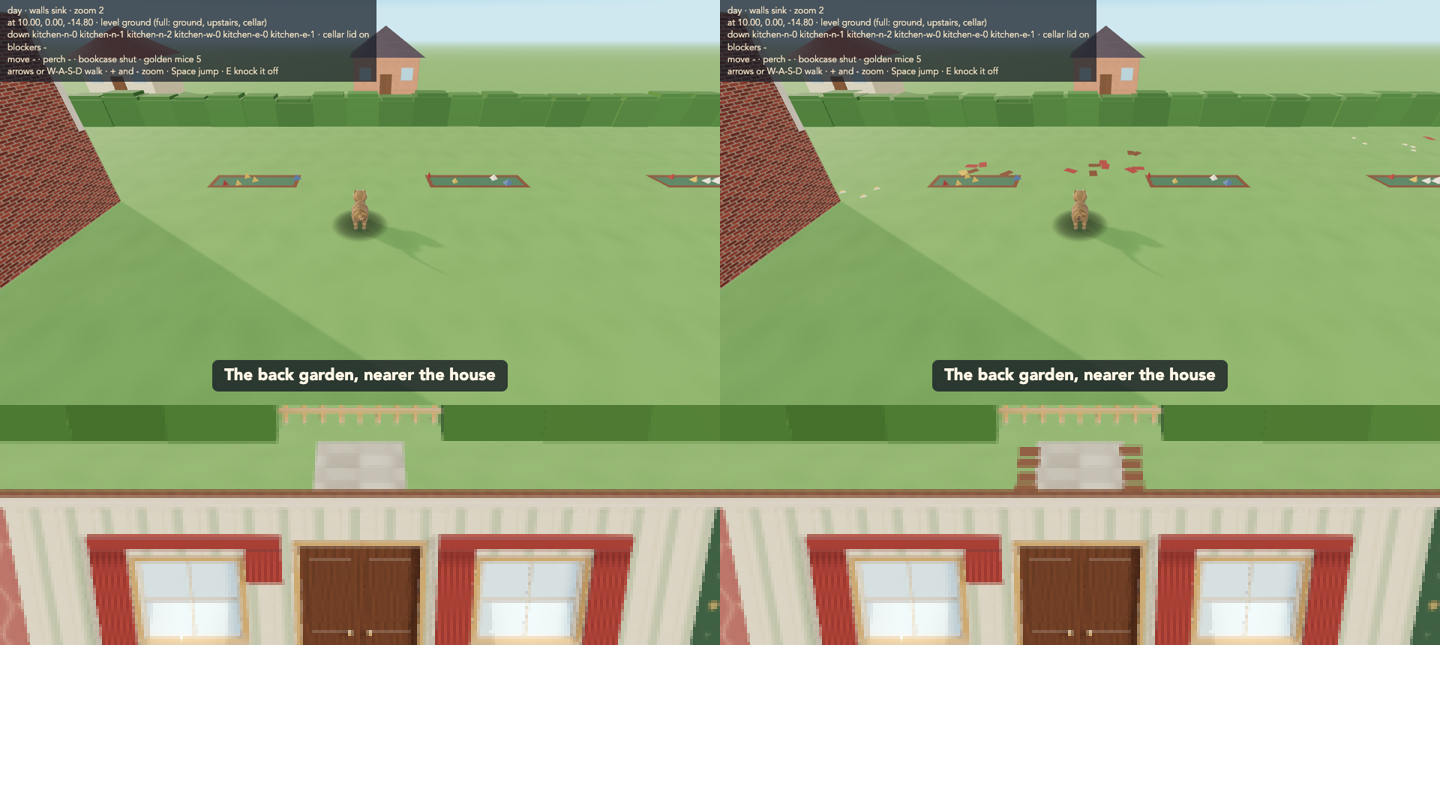 day · walls sink · zoom 2
at 10.00, 0.00, -14.80 · level ground (full: ground, upstairs, cellar)
down kitchen-n-0 kitchen-n-1 kitchen-n-2 kitchen-w-0 kitchen-e-0 kitchen-e-1 · cellar lid on
blockers -
move - · perch - · bookcase shut · golden mice 5
arrows or W-A-S-D walk · + and - zoom · Space jump · E knock it off
The back garden, nearer the house
day · walls sink · zoom 2
at 10.00, 0.00, -14.80 · level ground (full: ground, upstairs, cellar)
down kitchen-n-0 kitchen-n-1 kitchen-n-2 kitchen-w-0 kitchen-e-0 kitchen-e-1 · cellar lid on
blockers -
move - · perch - · bookcase shut · golden mice 5
arrows or W-A-S-D walk · + and - zoom · Space jump · E knock it off
The back garden, nearer the house